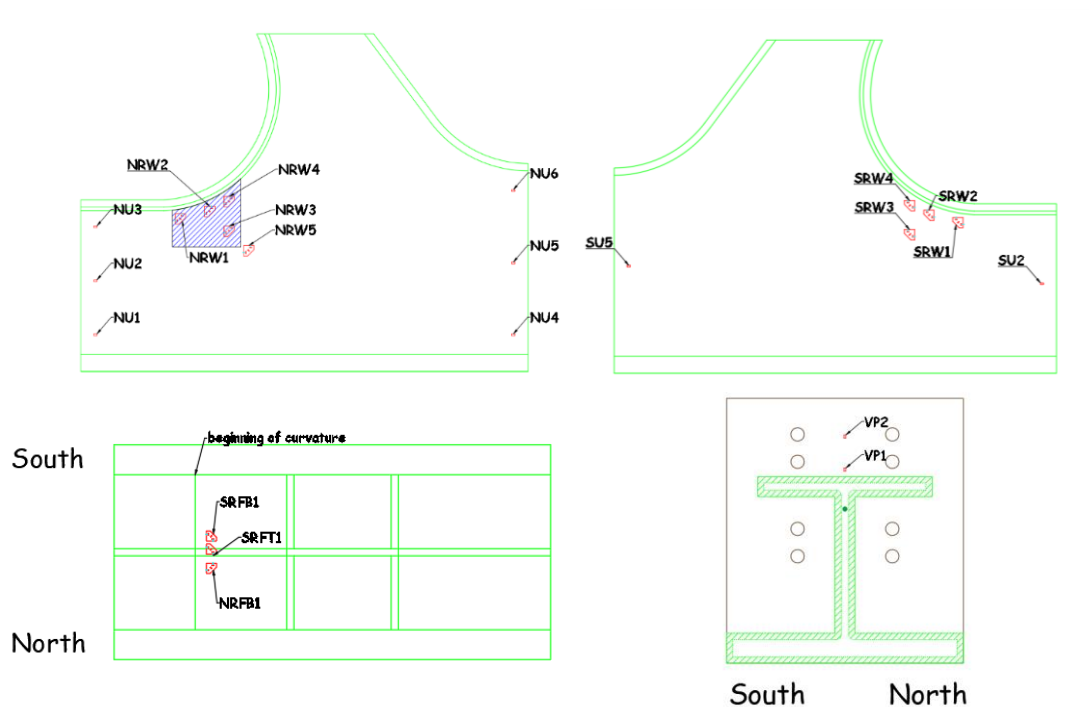 NRW2
NRW4
NU6
NU3
NRW3
NRW5
NRW1
NU5
NU2
NU1
NU4
SRW4
SRW2
SRW3
SRW1
SU5
SU2
beginning of curvature
South
SRFB1
SRFT1
NRFB1
North
VP2
VP1
South North